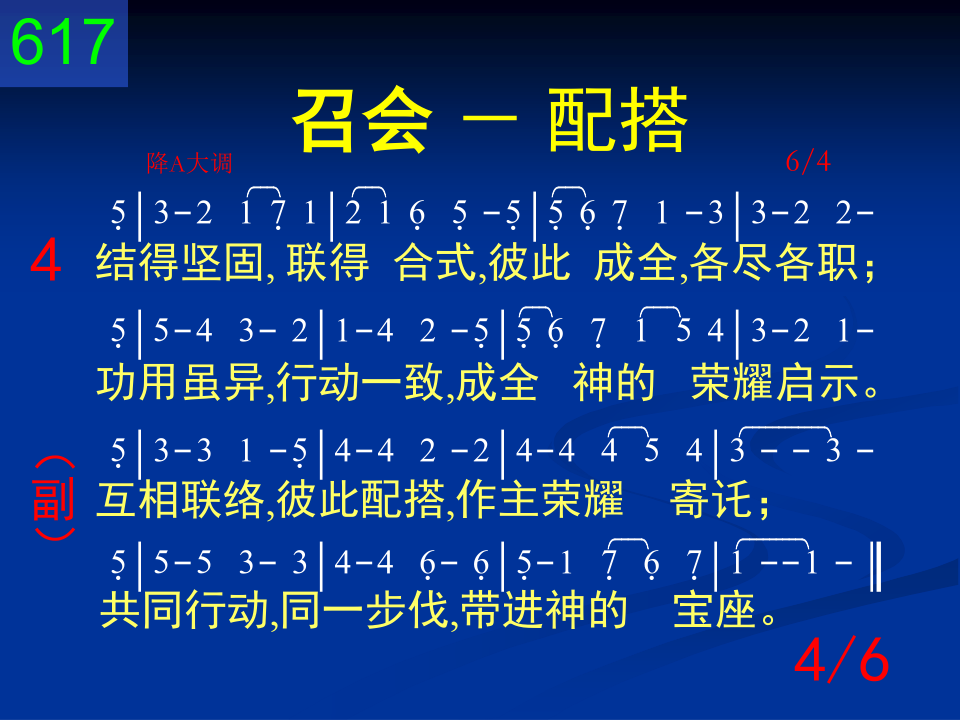 617
召会 － 配搭
降A大调 6/4
5̣|3-2 1 7̣ 1|2 1 6̣ 5̣ -5̣|5̣ 6̣ 7̣ 1 -3|3-2 2-
4 结得坚固, 联得 合式,彼此 成全,各尽各职；
5̣|5-4 3- 2|1-4 2 -5̣|5̣ 6̣ 7̣ 1 5 4|3-2 1-
功用虽异,行动一致,成全 神的 荣耀启示。
5̣|3-3 1 -5̣|4-4 2 -2|4-4 4 5 4|3 - - 3 -
（副） 互相联络,彼此配搭,作主荣耀 寄讬；
5̣|5-5 3- 3|4-4 6̣- 6̣|5̣-1 7̣ 6̣ 7̣|1 --1 -‖
共同行动,同一步伐,带进神的 宝座。
4/6